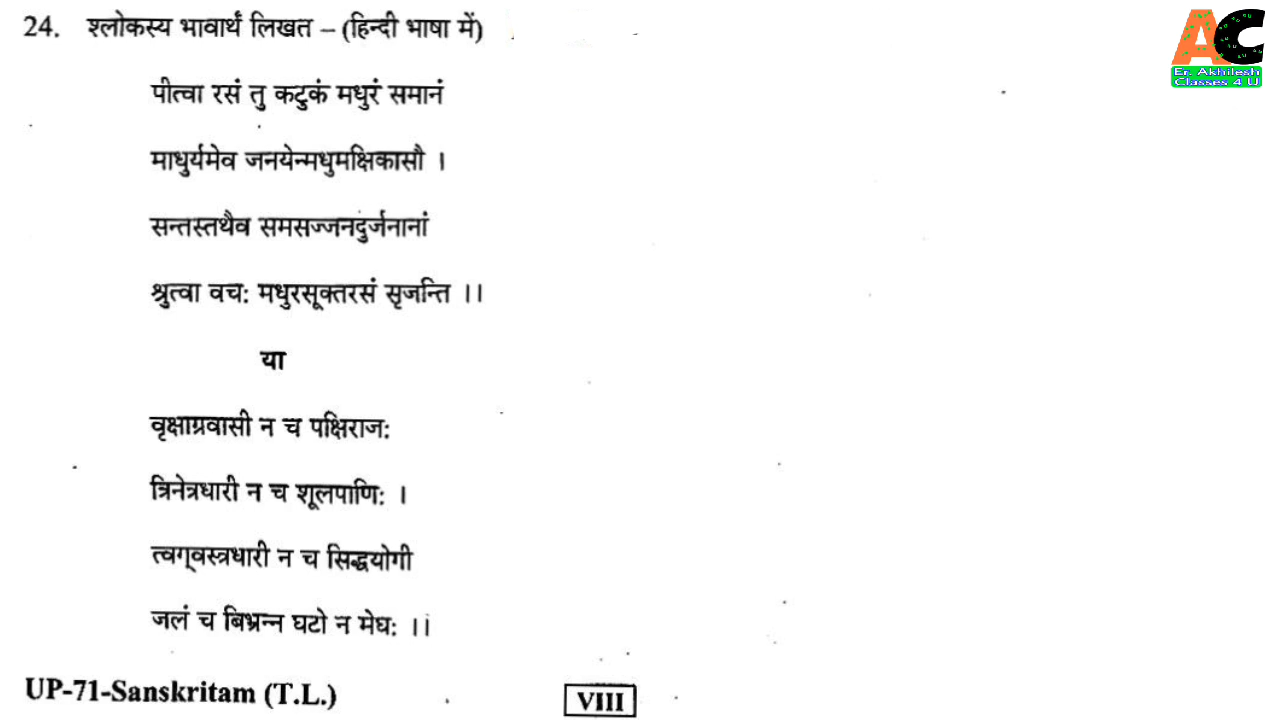 24. श्लोकस्य भावार्थं लिखत – (हिन्दी भाषा में)
AC
Er. Akhilesh
Classes 4 U
पीत्वा रसं तु कटुकं मधुरं समानं
माधुर्यमेव जनयेन्मधुमक्षिकासौ ।
सन्तस्तथैव समसज्जनदुर्जनानां
श्रुत्वा वचः मधुरसूक्तरसं सृजन्ति ।।
या
वृक्षाग्रवासी न च पक्षिराजः
त्रिनेत्रधारी न च शूलपाणिः ।
त्वग्वस्त्रधारी न च सिद्धयोगी
जलं च बिभ्रन्न घटो न मेघः ।।
UP-71-Sanskritam (T.L.)
VIII